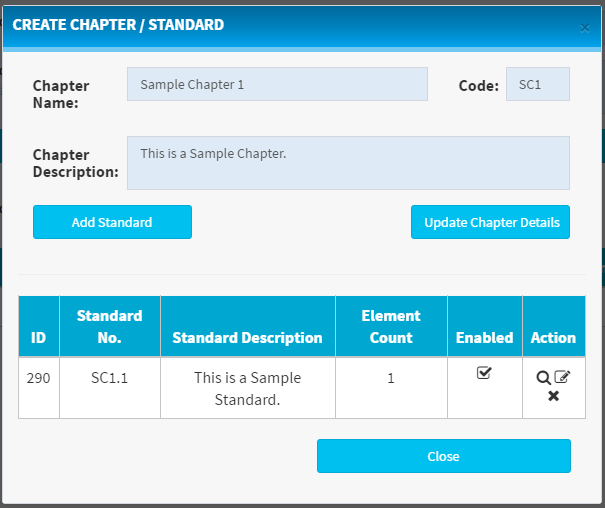 CREATE CHAPTER / STANDARD
×
Chapter Name:
Sample Chapter 1
Code:
SC1
Chapter Description:
This is a Sample Chapter.
Add Standard
Update Chapter Details
ID
Standard No.
Standard Description
Element Count
Enabled
Action
290
SC1.1
This is a Sample
Standard.
1
Close